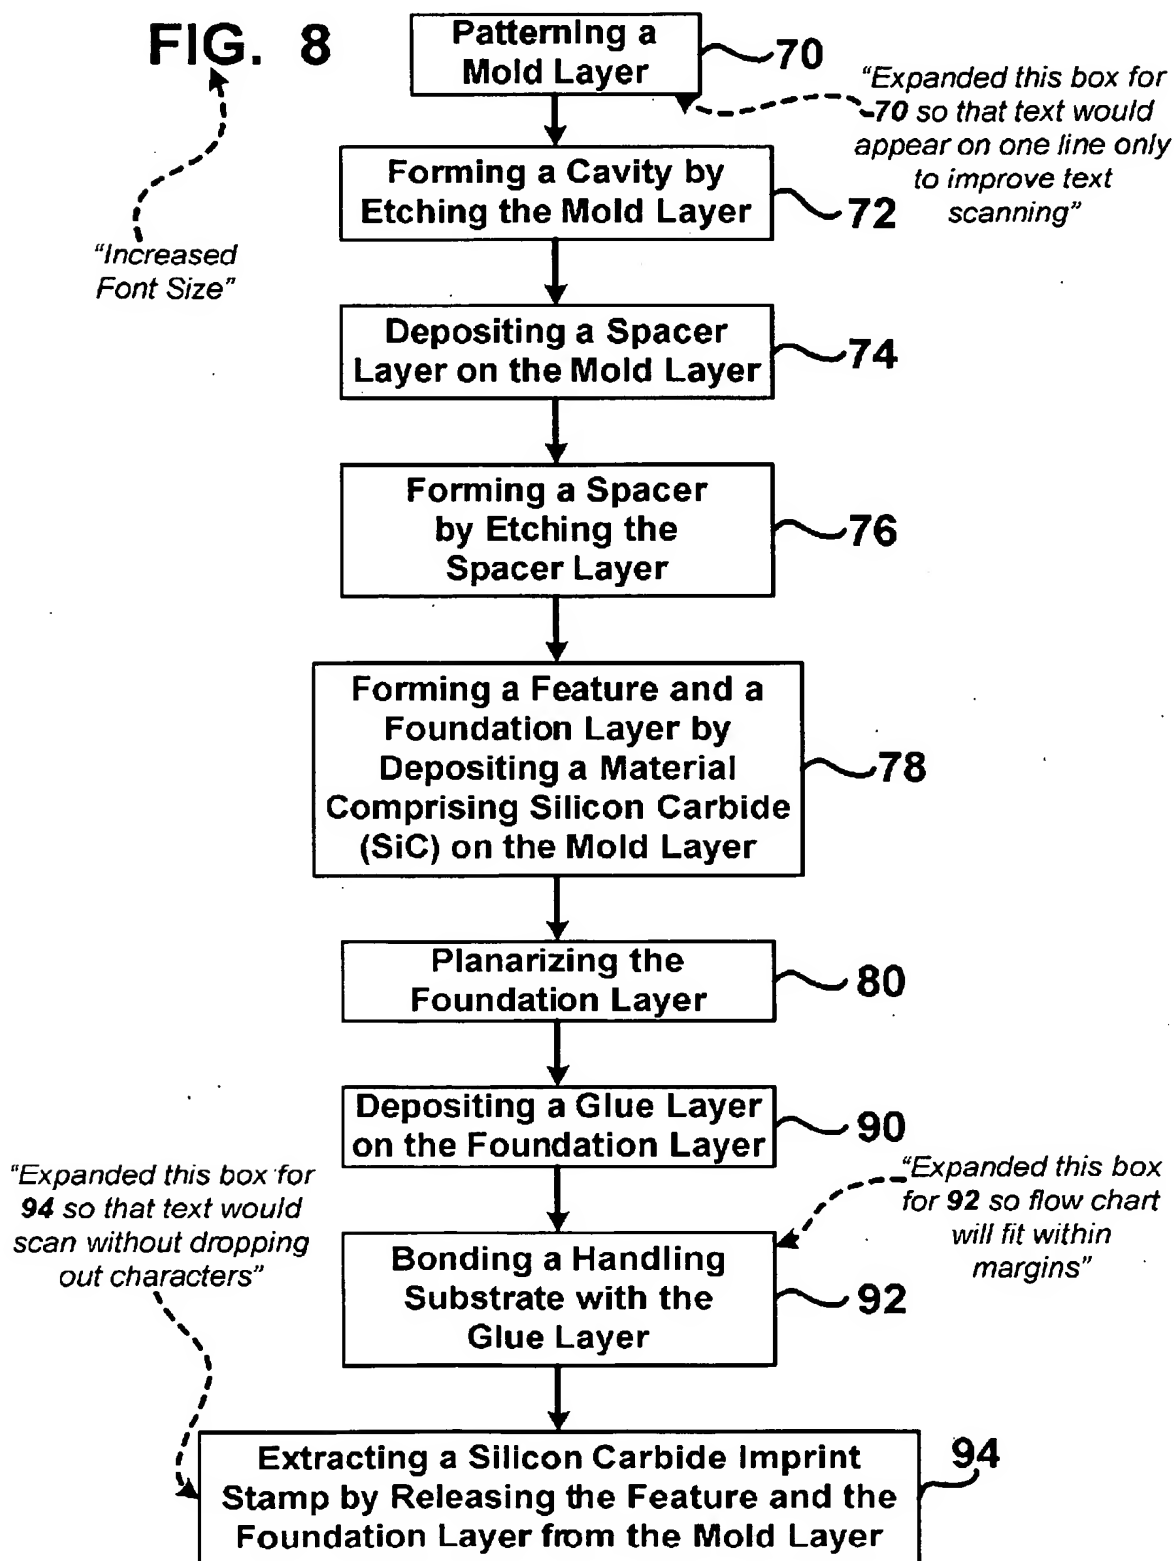 FIG. 8
Patterning a
Mold Layer
70
"Expanded this box for
70 so that text would
appear on one line only
to improve text
scanning"
Forming a Cavity by
Etching the Mold Layer
72
"Increased
Font Size"
Depositing a Spacer
Layer on the Mold Layer
74
Forming a Spacer
by Etching the
Spacer Layer
76
Forming a Feature and a
Foundation Layer by
Depositing a Material
Comprising Silicon Carbide
(SiC) on the Mold Layer
78
Planarizing the
Foundation Layer
80
Depositing a Glue Layer
on the Foundation Layer
90
"Expanded this box for
94 so that text would
scan without dropping
out characters"
"Expanded this box
for 92 so flow chart
will fit within
margins"
Bonding a Handling
Substrate with the
Glue Layer
92
Extracting a Silicon Carbide Imprint
Stamp by Releasing the Feature and the
Foundation Layer from the Mold Layer
94